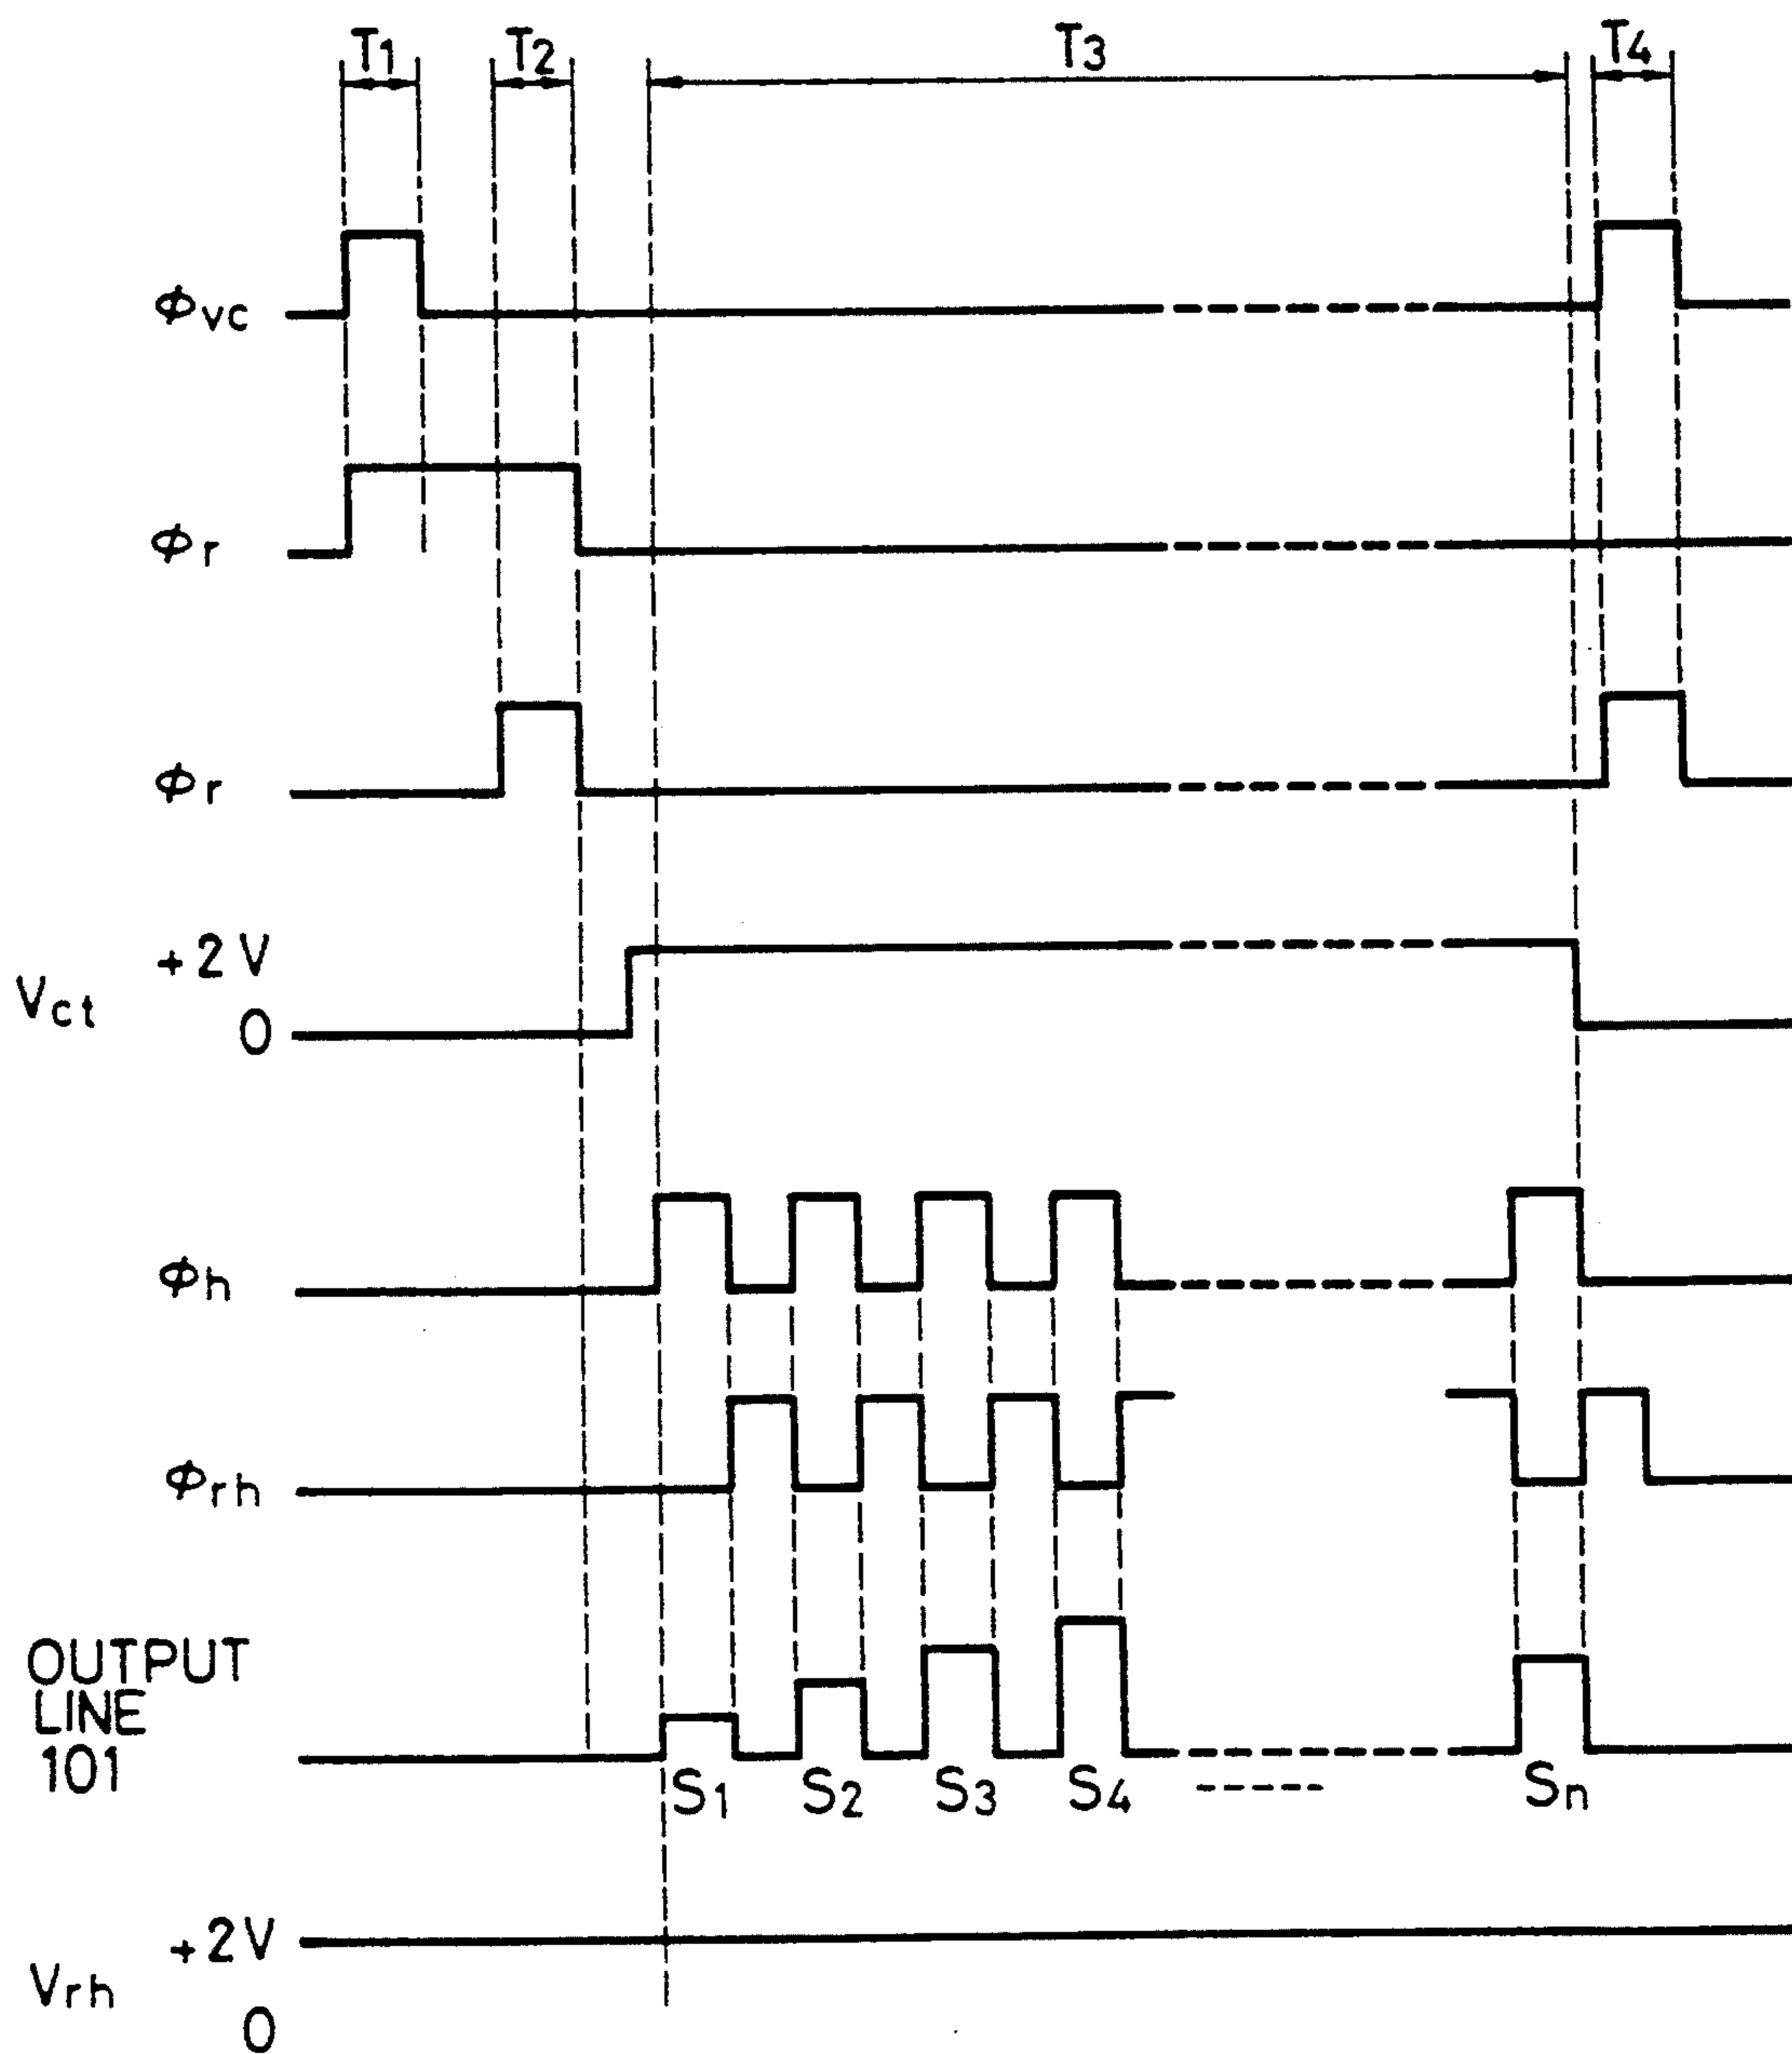 T1 T2 T3 T4
Φvc
Φr
Φr
+2V
Vct
0
Φh
Φrh
OUTPUT
LINE
101
S1 S2 S3 S4 ----- Sn
+2V
Vrh
0